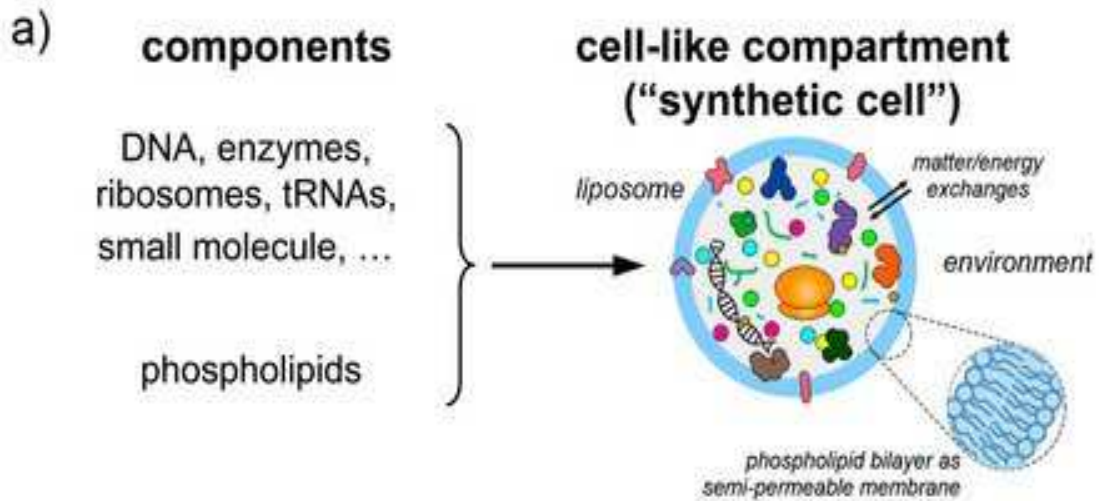 a)
components
cell-like compartment
(“synthetic cell”)
DNA, enzymes,
ribosomes, tRNAs,
small molecule, ...
phospholipids
liposome
matter/energy
exchanges
environment
phospholipid bilayer as
semi-permeable membrane